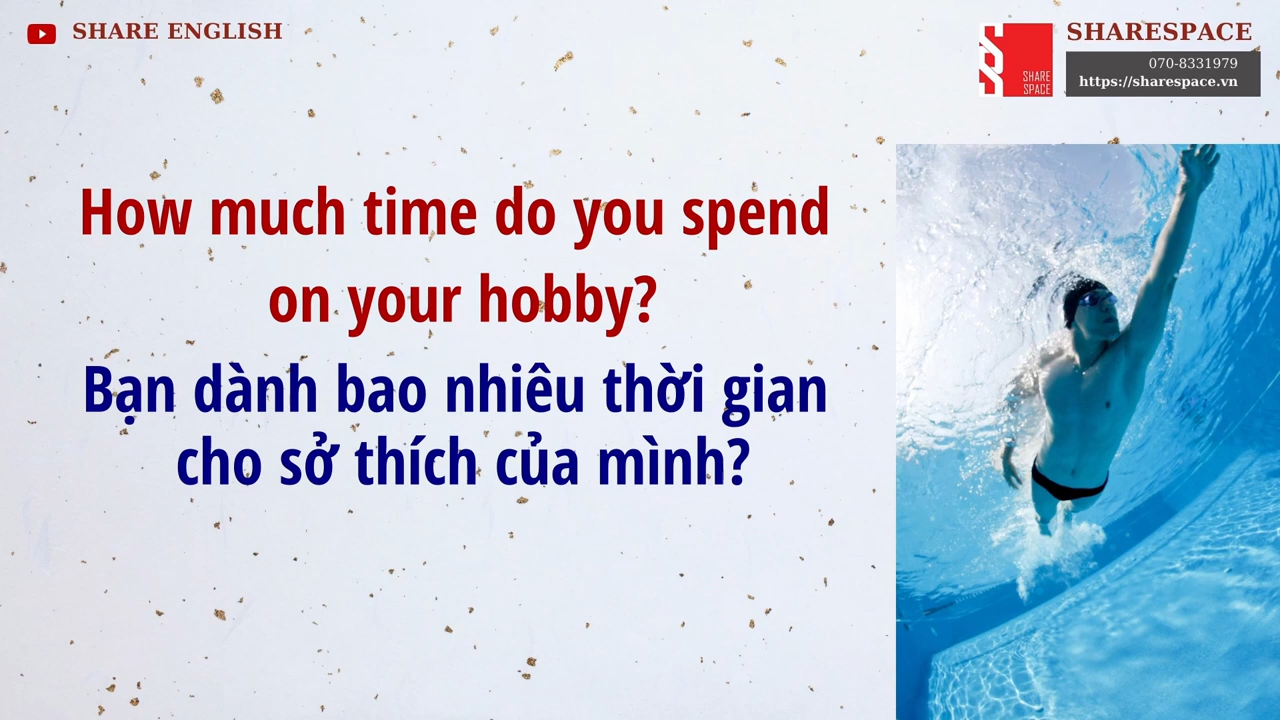 SHARE ENGLISH
SHARESPACE
070-8331979
https://sharespace.vn
SHARE
SPACE
How much time do you spend
on your hobby?
Bạn dành bao nhiêu thời gian
cho sở thích của mình?